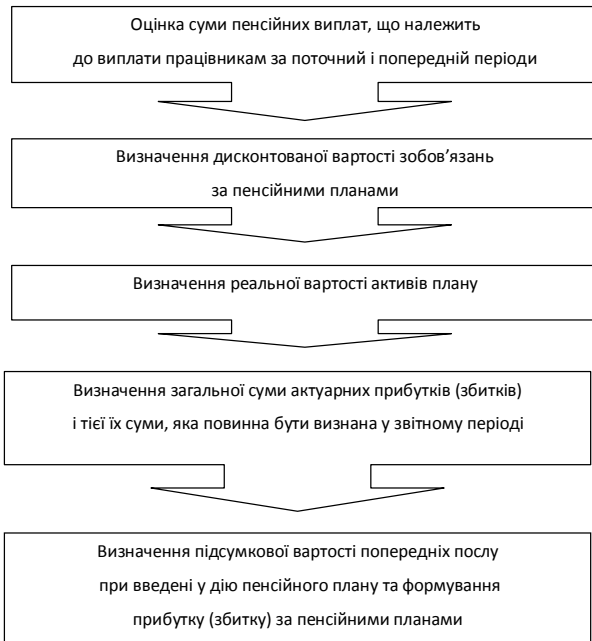 Оцінка суми пенсійних виплат, що належить
до виплати працівникам за поточний і попередній періоди
Визначення дисконтованої вартості зобов’язань
за пенсійними планами
Визначення реальної вартості активів плану
Визначення загальної суми актуарних прибутків (збитків)
і тієї їх суми, яка повинна бути визнана у звітному періоді
Визначення підсумкової вартості попередніх послу
при введені у дію пенсійного плану та формування
прибутку (збитку) за пенсійними планами